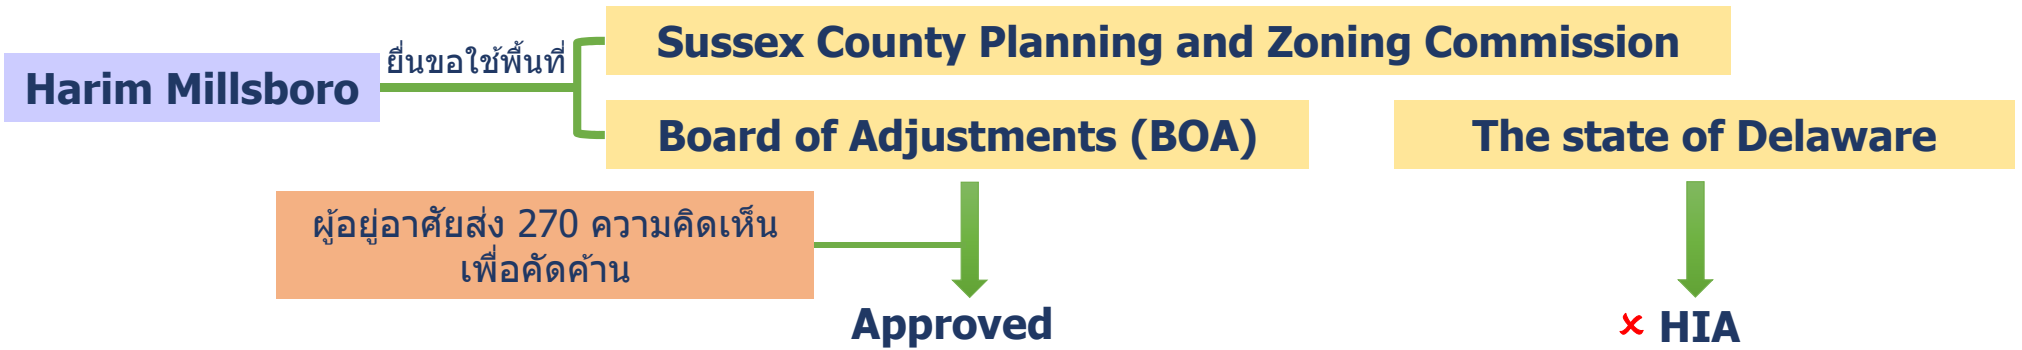 Harim Millsboro
ยื่นขอใช้พื้นที่
Sussex County Planning and Zoning Commission
Board of Adjustments (BOA)
The state of Delaware
ผู้อยู่อาศัยส่ง 270 ความคิดเห็น
เพื่อคัดค้าน
Approved
✘ HIA